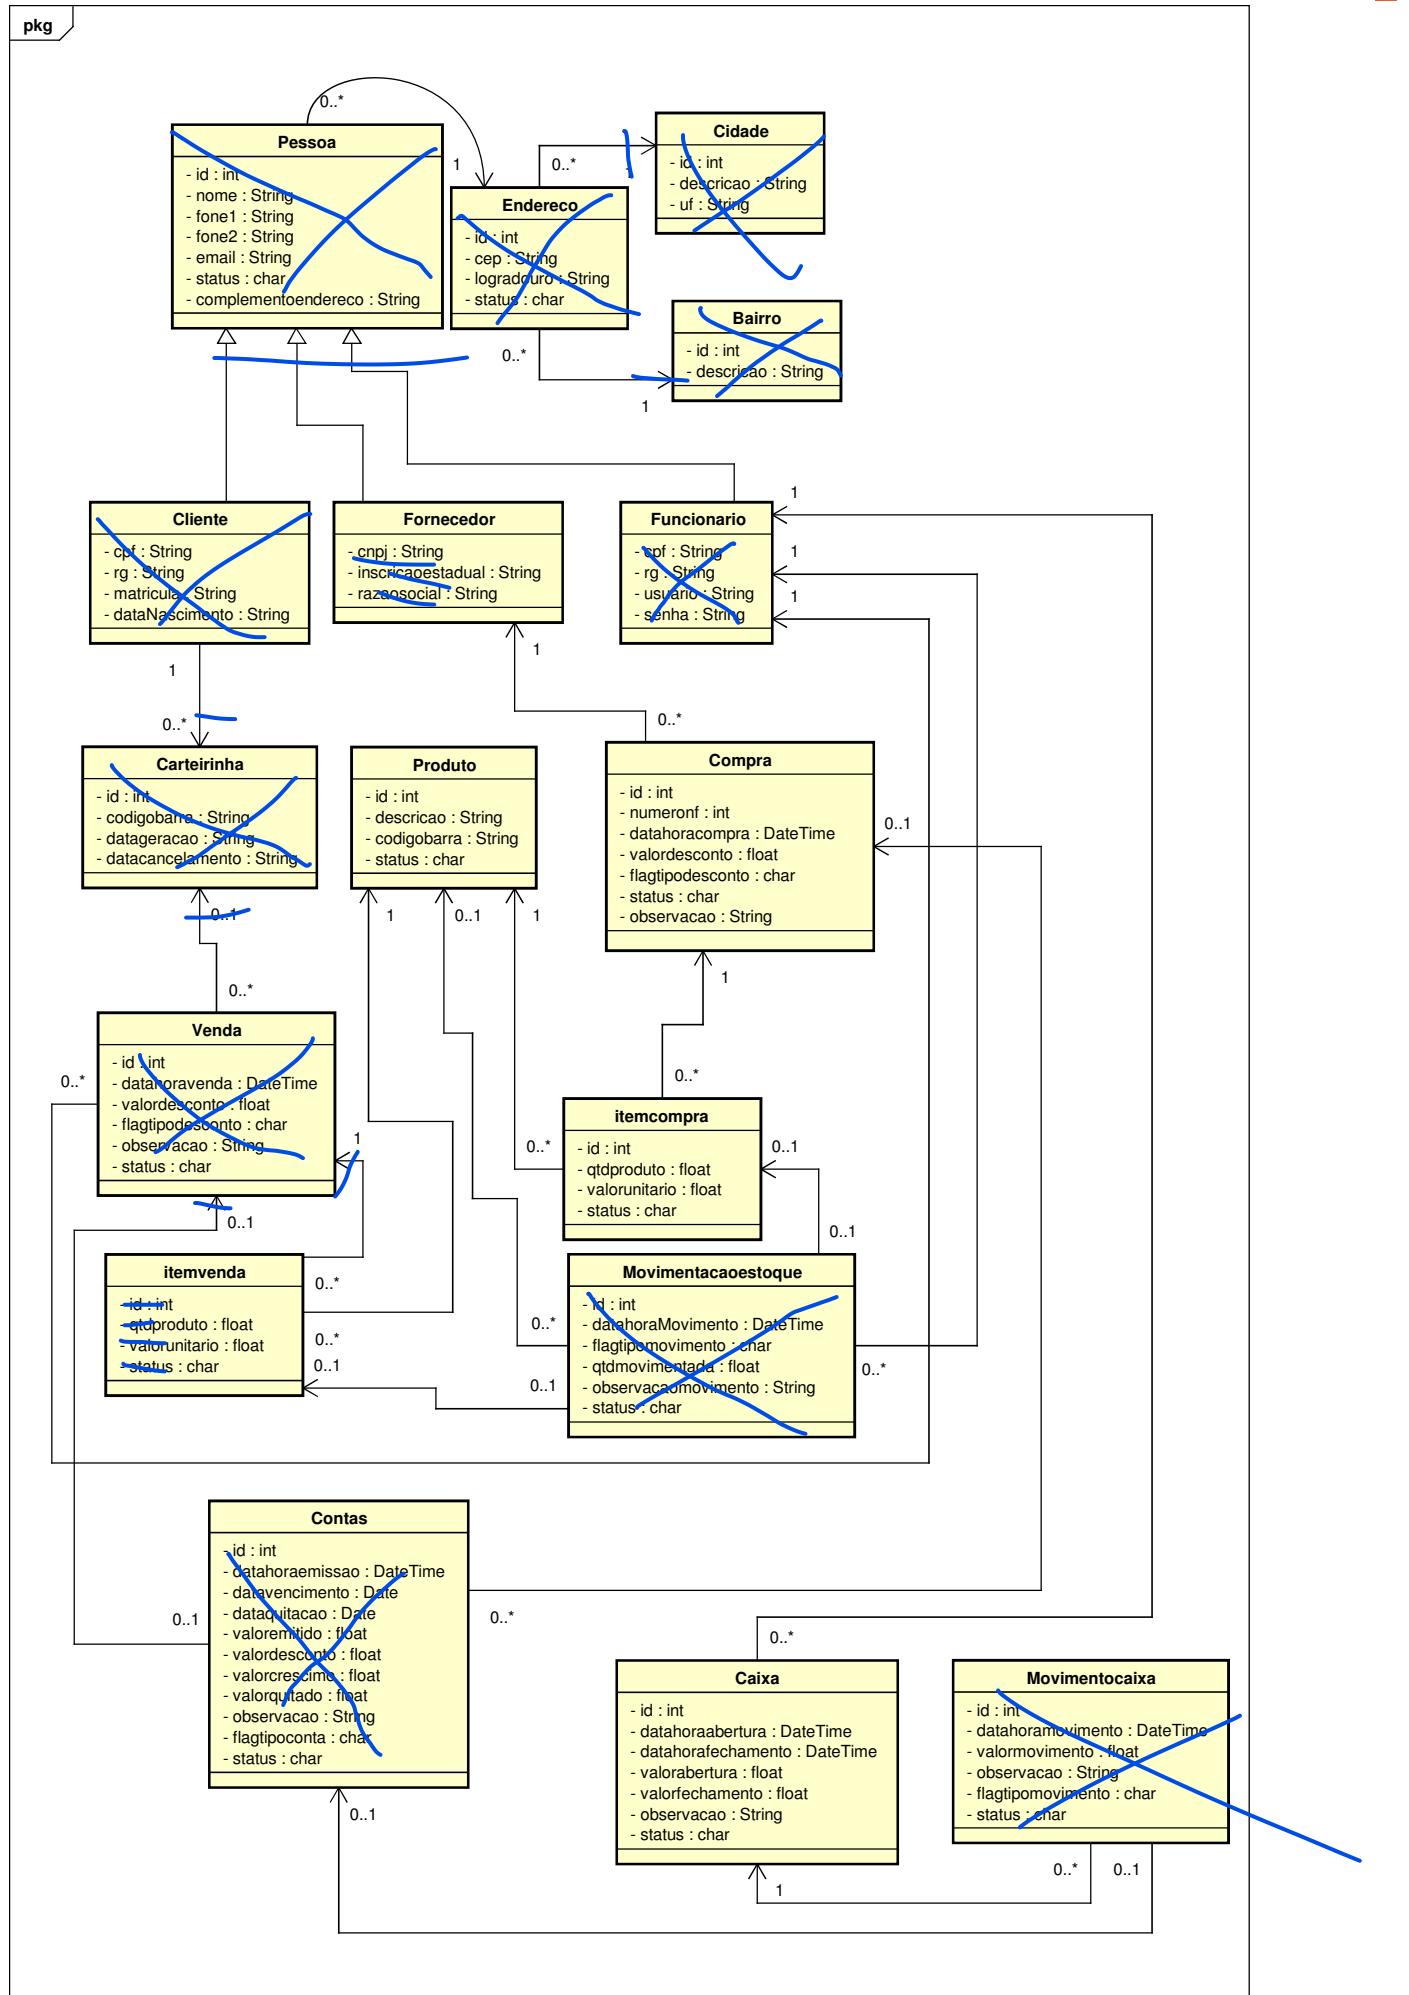 pkg
0..*
Pessoa
- id : int
- nome : String
- fone1 : String
- fone2 : String
- email : String
- status : char
- complementoendereco : String
1
Endereco
- id : int
- cep : String
- logradouro : String
- status : char
0..*
Cidade
- id : int
- descricao : String
- uf : String
0..*
1
Bairro
- id : int
- descricao : String
Cliente
- cpf : String
- rg : String
- matricula : String
- dataNascimento : String
Fornecedor
- cnpj : String
- inscricaoestadual : String
- razaosocial : String
Funcionario
- cpf : String
- rg : String
- usuario : String
- senha : String
1
1
1
1
0..*
1
0..*
Carteirinha
- id : int
- codigobarra : String
- datageracao : String
- datacancelamento : String
Produto
- id : int
- descricao : String
- codigobarra : String
- status : char
Compra
- id : int
- numeronf : int
- datahoracompra : DateTime
- valordesconto : float
- flagtipodesconto : char
- status : char
- observacao : String
0..1
0..1
1
0..1
1
1
0..*
Venda
- id : int
- datahoravenda : DateTime
- valordesconto : float
- flagtipodesconto : char
- observacao : String
- status : char
0..*
1
0..1
0..*
itemcompra
- id : int
- qtdproduto : float
- valorunitario : float
- status : char
0..*
0..1
0..1
itemvenda
- id : int
- qtdproduto : float
- valorunitario : float
- status : char
0..*
0..*
0..1
Movimentacaoestoque
- id : int
- datahoraMovimento : DateTime
- flagtipomovimento : char
- qtdmovimentada : float
- observacaomovimento : String
- status : char
0..*
0..1
0..*
Contas
- id : int
- datahoraemissao : DateTime
- datavencimento : Date
- dataquitacao : Date
- valoremitido : float
- valordesconto : float
- valorcrescimo : float
- valorquitado : float
- observacao : String
- flagtipoconta : char
- status : char
0..1
0..*
0..1
0..*
Caixa
- id : int
- datahoraabertura : DateTime
- datahorafechamento : DateTime
- valorabertura : float
- valorfechamento : float
- observacao : String
- status : char
Movimentocaixa
- id : int
- datahoramovimento : DateTime
- valormovimento : float
- observacao : String
- flagtipomovimento : char
- status : char
1
0..*
0..1